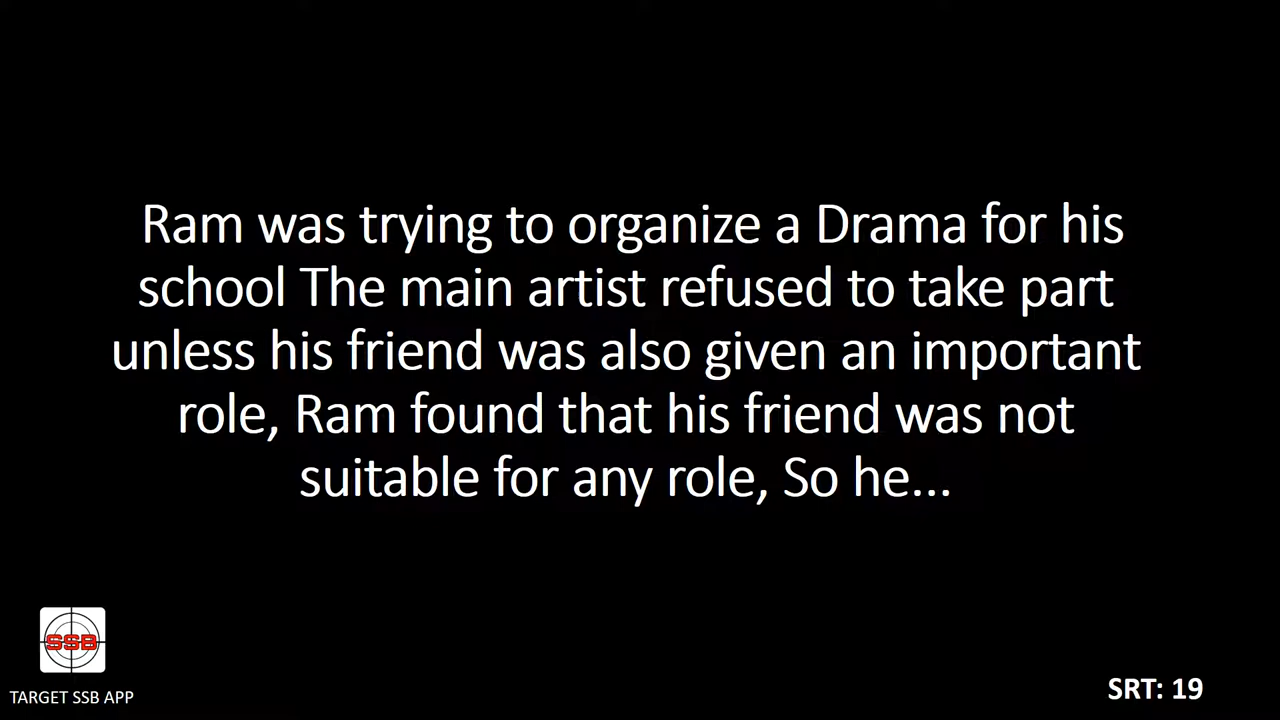 Ram was trying to organize a Drama for his
school The main artist refused to take part
unless his friend was also given an important
role, Ram found that his friend was not
suitable for any role, So he...
SSB
TARGET SSB APP
SRT: 19